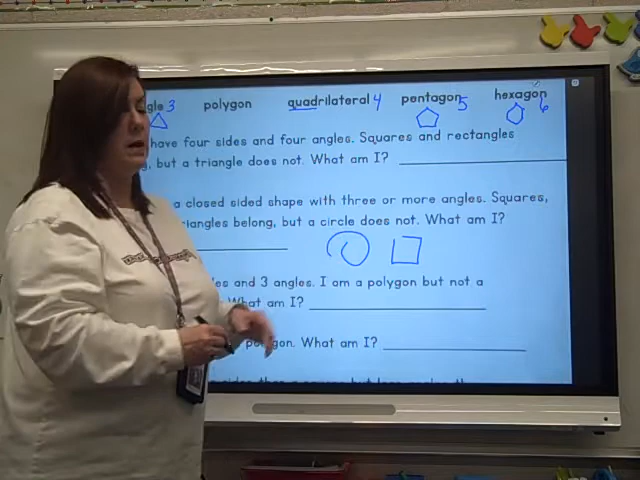 gle 3 polygon quadrilateral 4 pentagon 5 hexagon 6
have four sides and four angles. Squares and rectangles
but a triangle does not. What am I?
a closed sided shape with three or more angles. Squares,
iangles belong, but a circle does not. What am I?
es and 3 angles. I am a polygon but not a
What am I?
polygon. What am I?